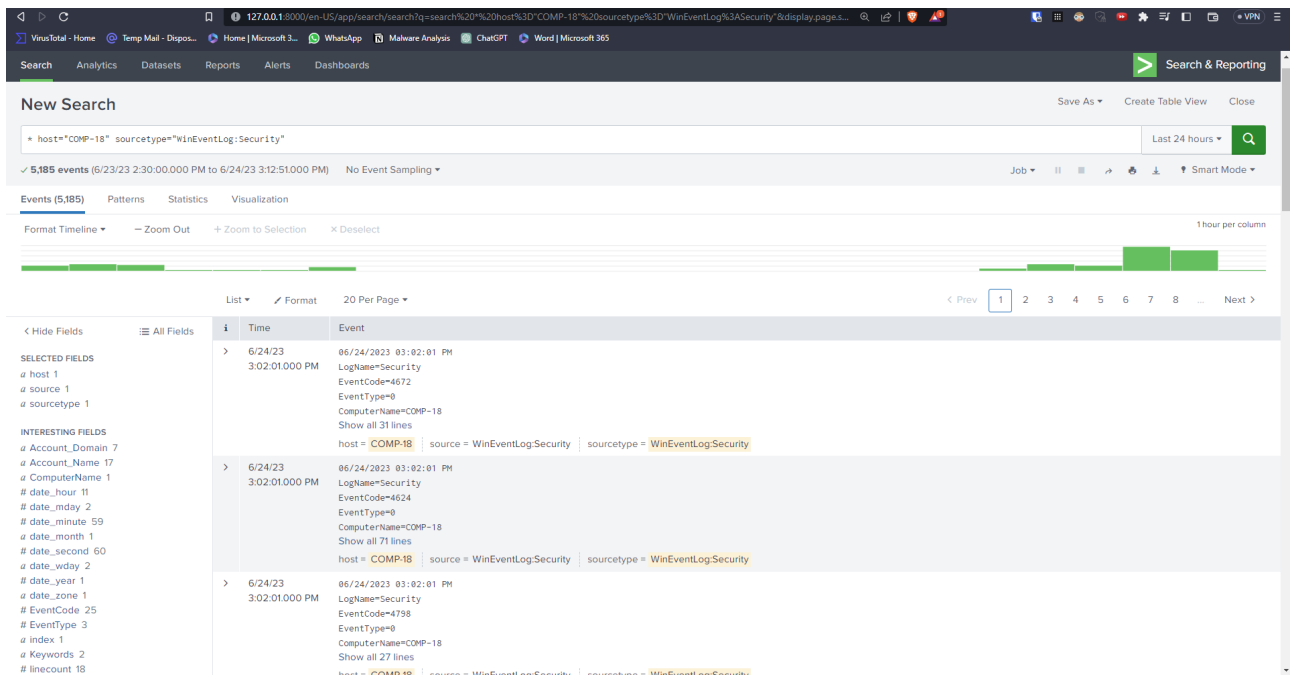 127.0.0.1:8000/en-US/app/search/search?q=search%20*%20host%3D"COMP-18"%20sourcetype%3D"WinEventLog%3ASecurity"&display.page.s...
VPN
VirusTotal - Home
Temp Mail - Dispos...
Home | Microsoft 3...
WhatsApp
Malware Analysis
ChatGPT
Word | Microsoft 365
Search Analytics Datasets Reports Alerts Dashboards
Search & Reporting
New Search
Save As Create Table View Close
* host="COMP-18" sourcetype="WinEventLog:Security"
Last 24 hours
✓ 5,185 events (6/23/23 2:30:00.000 PM to 6/24/23 3:12:51.000 PM) No Event Sampling
Job Smart Mode
Events (5,185) Patterns Statistics Visualization
Format Timeline — Zoom Out + Zoom to Selection × Deselect
1 hour per column
List Format 20 Per Page
< Prev 1 2 3 4 5 6 7 8 ... Next >
< Hide Fields All Fields
i Time Event
SELECTED FIELDS
a host 1
a source 1
a sourcetype 1
INTERESTING FIELDS
a Account_Domain 7
a Account_Name 17
a ComputerName 1
# date_hour 11
# date_mday 2
# date_minute 59
a date_month 1
# date_second 60
a date_wday 2
# date_year 1
a date_zone 1
# EventCode 25
# EventType 3
a index 1
a Keywords 2
# linecount 18
> 6/24/23
3:02:01.000 PM
06/24/2023 03:02:01 PM
LogName=Security
EventCode=4672
EventType=0
ComputerName=COMP-18
Show all 31 lines
host = COMP-18 source = WinEventLog:Security sourcetype = WinEventLog:Security
> 6/24/23
3:02:01.000 PM
06/24/2023 03:02:01 PM
LogName=Security
EventCode=4624
EventType=0
ComputerName=COMP-18
Show all 71 lines
host = COMP-18 source = WinEventLog:Security sourcetype = WinEventLog:Security
> 6/24/23
3:02:01.000 PM
06/24/2023 03:02:01 PM
LogName=Security
EventCode=4798
EventType=0
ComputerName=COMP-18
Show all 27 lines
host = COMP-18 source = WinEventLog:Security sourcetype = WinEventLog:Security